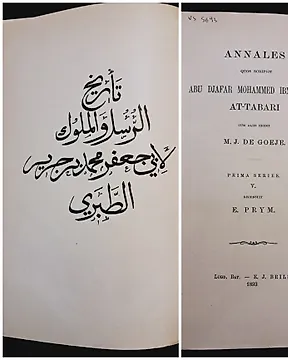 تأريخ
الرسل والملوك
لابي جعفر محمد بن جرير
الطبري
ANNALES
QUOS SCRIPSIT
ABU DJAFAR MOHAMMED IBN
AT-TABARI
CUM ALIIS EDIDIT
M. J. DE GOEJE.
PRIMA SERIES.
V.
RECENSUIT
E. PRYM.
LUGD. BAT. — E. J. BRILL
1893